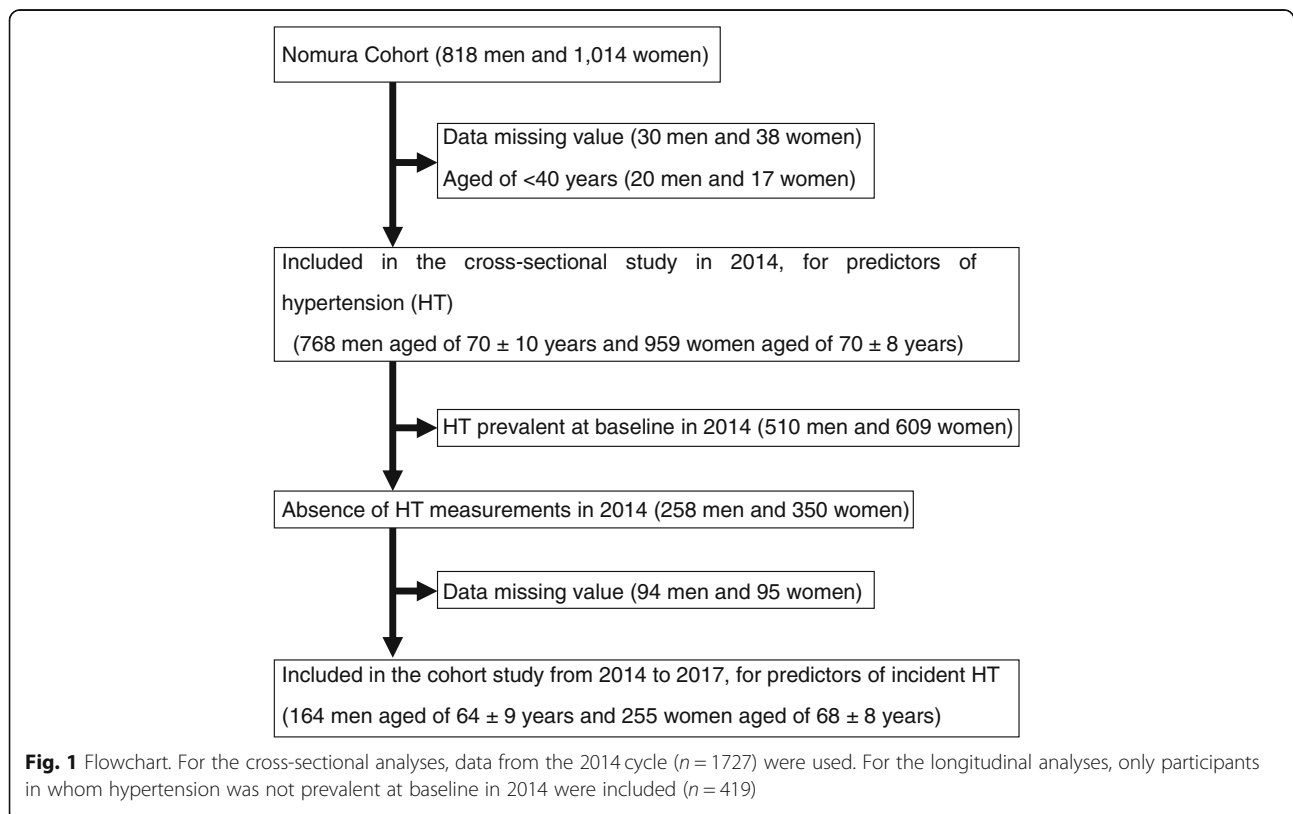 Nomura Cohort (818 men and 1,014 women)
Data missing value (30 men and 38 women)
Aged of <40 years (20 men and 17 women)
Included in the cross-sectional study in 2014, for predictors of
hypertension (HT)
(768 men aged of 70 ± 10 years and 959 women aged of 70 ± 8 years)
HT prevalent at baseline in 2014 (510 men and 609 women)
Absence of HT measurements in 2014 (258 men and 350 women)
Data missing value (94 men and 95 women)
Included in the cohort study from 2014 to 2017, for predictors of incident HT
(164 men aged of 64 ± 9 years and 255 women aged of 68 ± 8 years)
Fig. 1 Flowchart. For the cross-sectional analyses, data from the 2014 cycle (n = 1727) were used. For the longitudinal analyses, only participants
in whom hypertension was not prevalent at baseline in 2014 were included (n = 419)